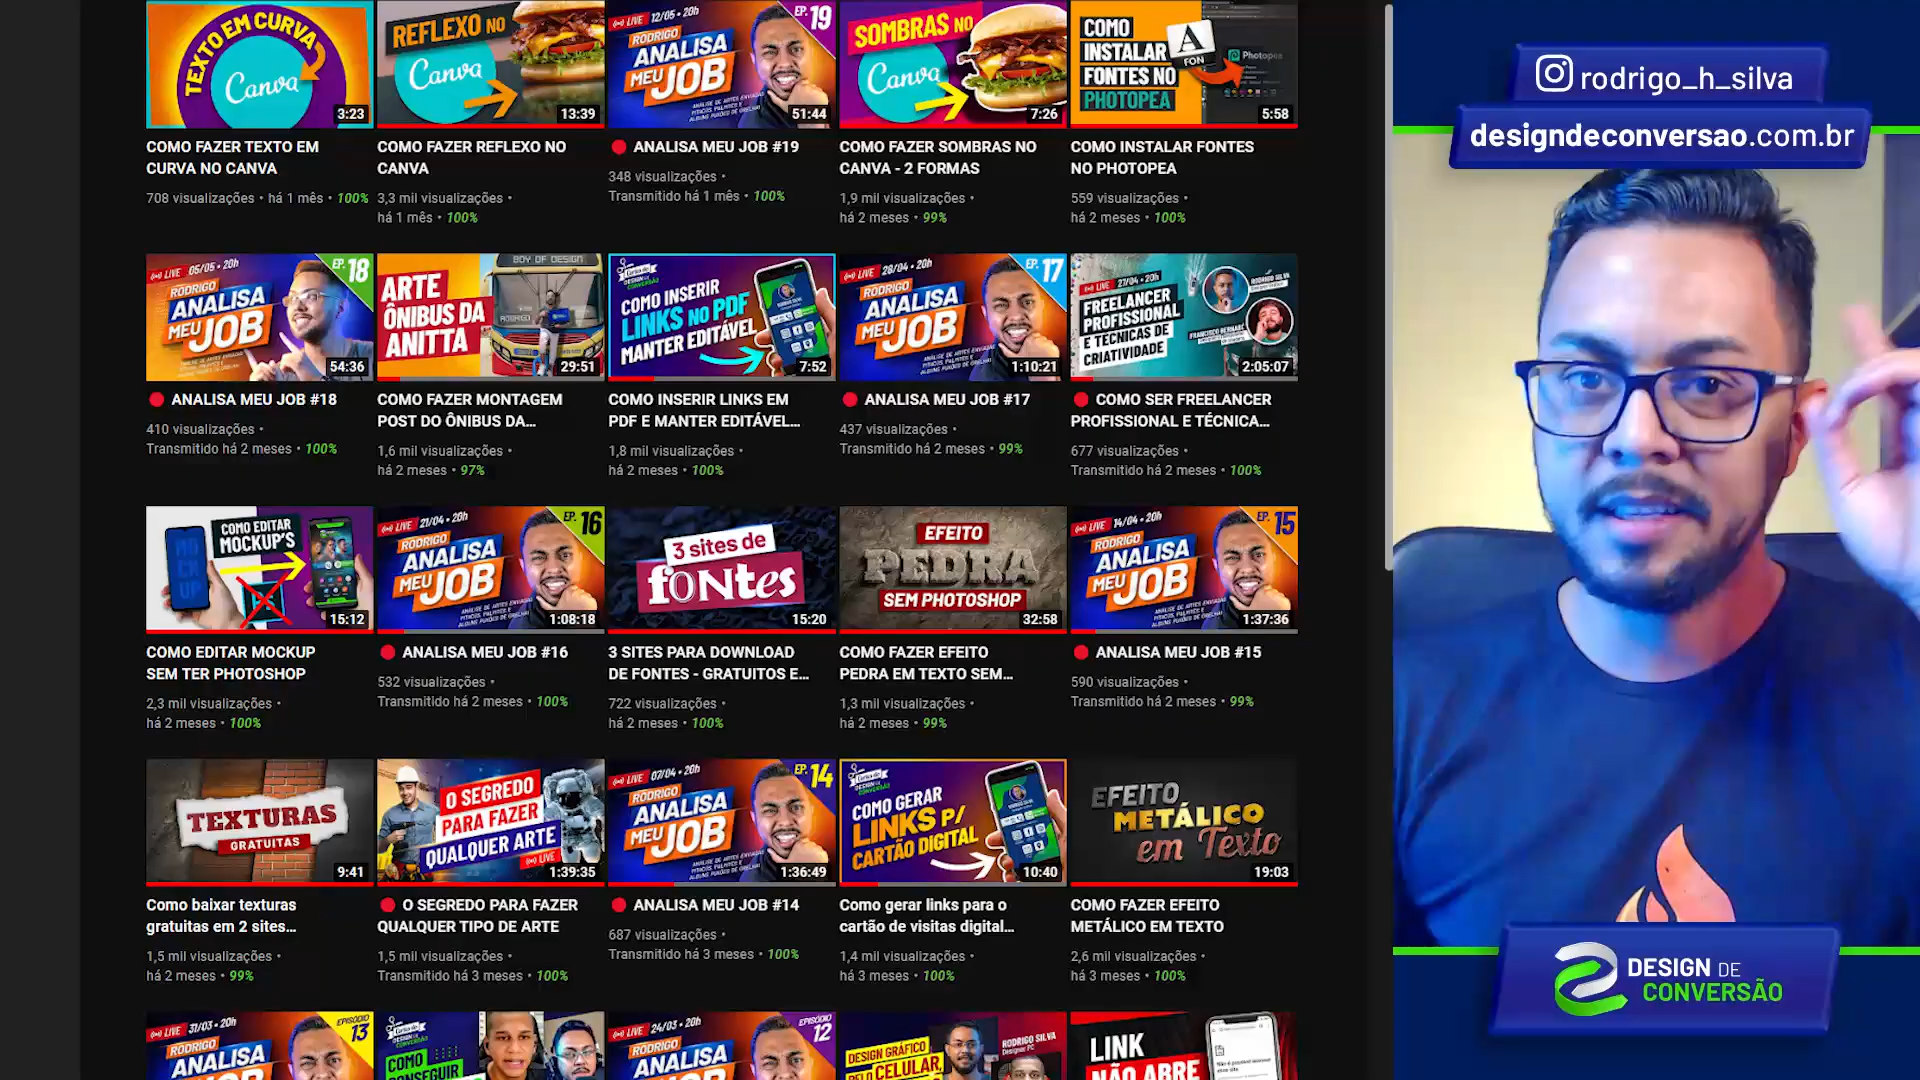 TEXTO EM CURVA
Canva
3:23
REFLEXO NO
Canva
13:39
LIVE 12/05 • 20h
EP. 19
RODRIGO
ANALISA
MEU JOB
51:44
SOMBRAS NO
Canva
7:26
COMO
INSTALAR
FONTES NO
PHOTOPEA
A
FON
Photopea
5:58
COMO FAZER TEXTO EM
CURVA NO CANVA
708 visualizações • há 1 mês • 100%
COMO FAZER REFLEXO NO
CANVA
3,3 mil visualizações •
há 1 mês • 100%
ANALISA MEU JOB #19
348 visualizações •
Transmitido há 1 mês • 100%
COMO FAZER SOMBRAS NO
CANVA - 2 FORMAS
1,9 mil visualizações •
há 2 meses • 99%
COMO INSTALAR FONTES
NO PHOTOPEA
559 visualizações •
há 2 meses • 100%
LIVE 05/05 • 20h
EP. 18
RODRIGO
ANALISA
MEU JOB
54:36
BOY OF DESIGN
ARTE
ÔNIBUS DA
ANITTA
RODRIGO
29:51
COMO INSERIR
LINKS NO PDF
MANTER EDITÁVEL
7:52
LIVE 28/04 • 20h
EP. 17
RODRIGO
ANALISA
MEU JOB
1:10:21
LIVE 27/04 • 20h
FREELANCER
PROFISSIONAL
E TÉCNICAS DE
CRIATIVIDADE
RODRIGO SILVA
FRANCISCO BERNABÉ
2:05:07
ANALISA MEU JOB #18
410 visualizações •
Transmitido há 2 meses • 100%
COMO FAZER MONTAGEM
POST DO ÔNIBUS DA...
1,6 mil visualizações •
há 2 meses • 97%
COMO INSERIR LINKS EM
PDF E MANTER EDITÁVEL...
1,8 mil visualizações •
há 2 meses • 100%
ANALISA MEU JOB #17
437 visualizações •
Transmitido há 2 meses • 99%
COMO SER FREELANCER
PROFISSIONAL E TÉCNICA...
677 visualizações •
Transmitido há 2 meses • 100%
COMO EDITAR
MOCKUP'S
15:12
LIVE 21/04 • 20h
EP. 16
RODRIGO
ANALISA
MEU JOB
1:08:18
3 sites de
fontes
15:20
EFEITO
PEDRA
SEM PHOTOSHOP
32:58
LIVE 14/04 • 20h
EP. 15
RODRIGO
ANALISA
MEU JOB
1:37:36
COMO EDITAR MOCKUP
SEM TER PHOTOSHOP
2,3 mil visualizações •
há 2 meses • 100%
ANALISA MEU JOB #16
532 visualizações •
Transmitido há 2 meses • 100%
3 SITES PARA DOWNLOAD
DE FONTES - GRATUITOS E...
722 visualizações •
há 2 meses • 100%
COMO FAZER EFEITO
PEDRA EM TEXTO SEM...
1,3 mil visualizações •
há 2 meses • 99%
ANALISA MEU JOB #15
590 visualizações •
Transmitido há 2 meses • 99%
TEXTURAS
GRATUITAS
9:41
O SEGREDO
PARA FAZER
QUALQUER ARTE
LIVE
1:39:35
LIVE 07/04 • 20h
EP. 14
RODRIGO
ANALISA
MEU JOB
1:36:49
COMO GERAR
LINKS P/
CARTÃO DIGITAL
10:40
EFEITO
METÁLICO
em Texto
19:03
Como baixar texturas
gratuitas em 2 sites...
1,5 mil visualizações •
há 2 meses • 99%
O SEGREDO PARA FAZER
QUALQUER TIPO DE ARTE
1,5 mil visualizações •
Transmitido há 3 meses • 100%
ANALISA MEU JOB #14
687 visualizações •
Transmitido há 3 meses • 100%
Como gerar links para o
cartão de visitas digital...
1,4 mil visualizações •
há 3 meses • 100%
COMO FAZER EFEITO
METÁLICO EM TEXTO
2,6 mil visualizações •
há 3 meses • 100%
LIVE 31/03 • 20h
EPISÓDIO
13
RODRIGO
ANALISA
COMO
CONSEGUIR
LIVE 24/03 • 20h
EPISÓDIO
12
RODRIGO
ANALISA
DESIGN GRÁFICO
PELO CELULAR
RODRIGO SILVA
Designer PC
LINK
NÃO ABRE
rodrigo_h_silva
designdeconversao.com.br
DESIGN DE
CONVERSÃO